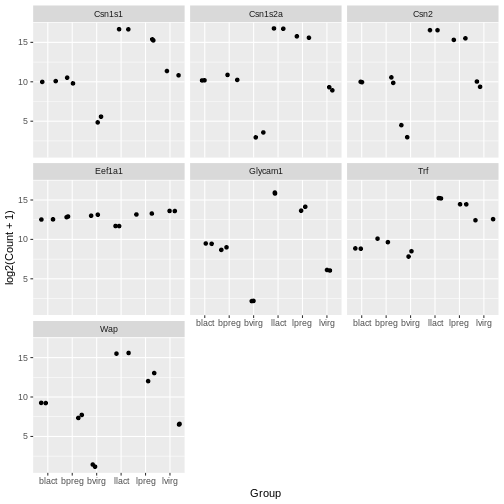 Csn1s1 Csn1s2a Csn2
15
10
5
Eef1a1 Glycam1 Trf
15
10
5
log2(Count + 1)
blact bpreg bvirg llact lpreg lvirg blact bpreg bvirg llact lpreg lvirg
Wap
15
10
5
blact bpreg bvirg llact lpreg lvirg
Group